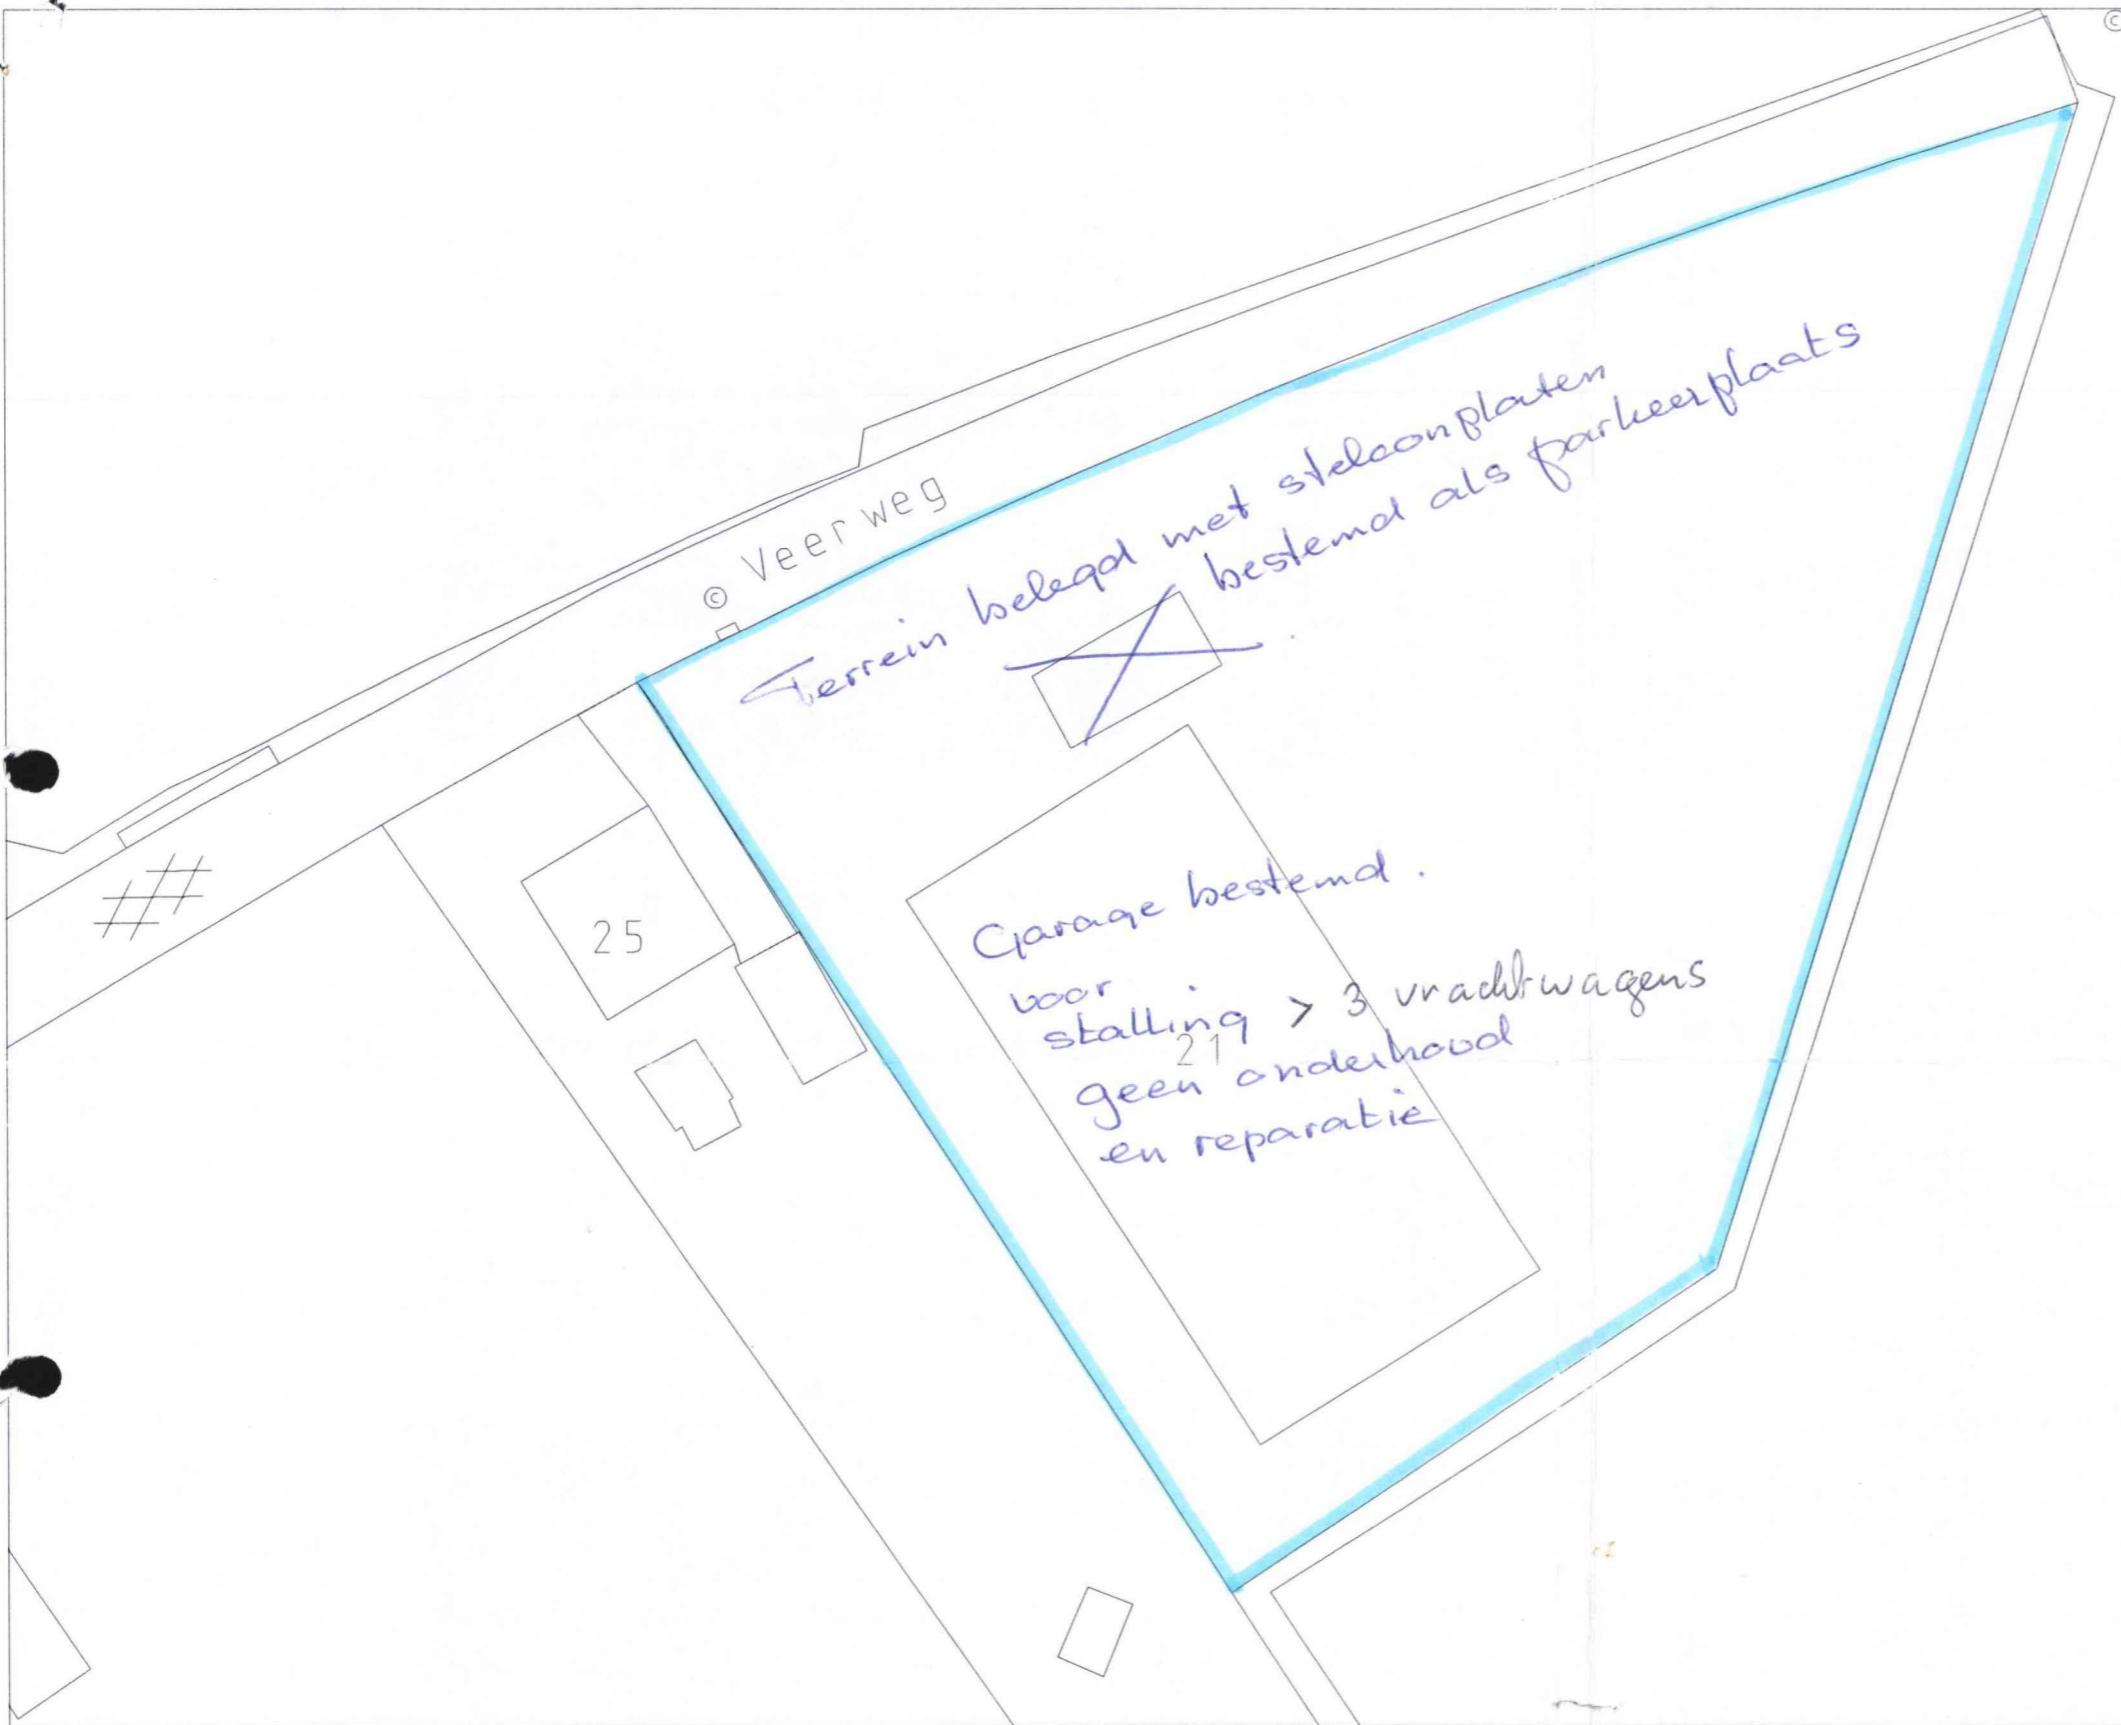 ©
© Veerweg
Terrein belegd met stelconplaten
bestemd als parkeerplaats
25
Garage bestemd.
voor
stalling > 3 vrachtwagens
21
geen onderhoud
en reparatie